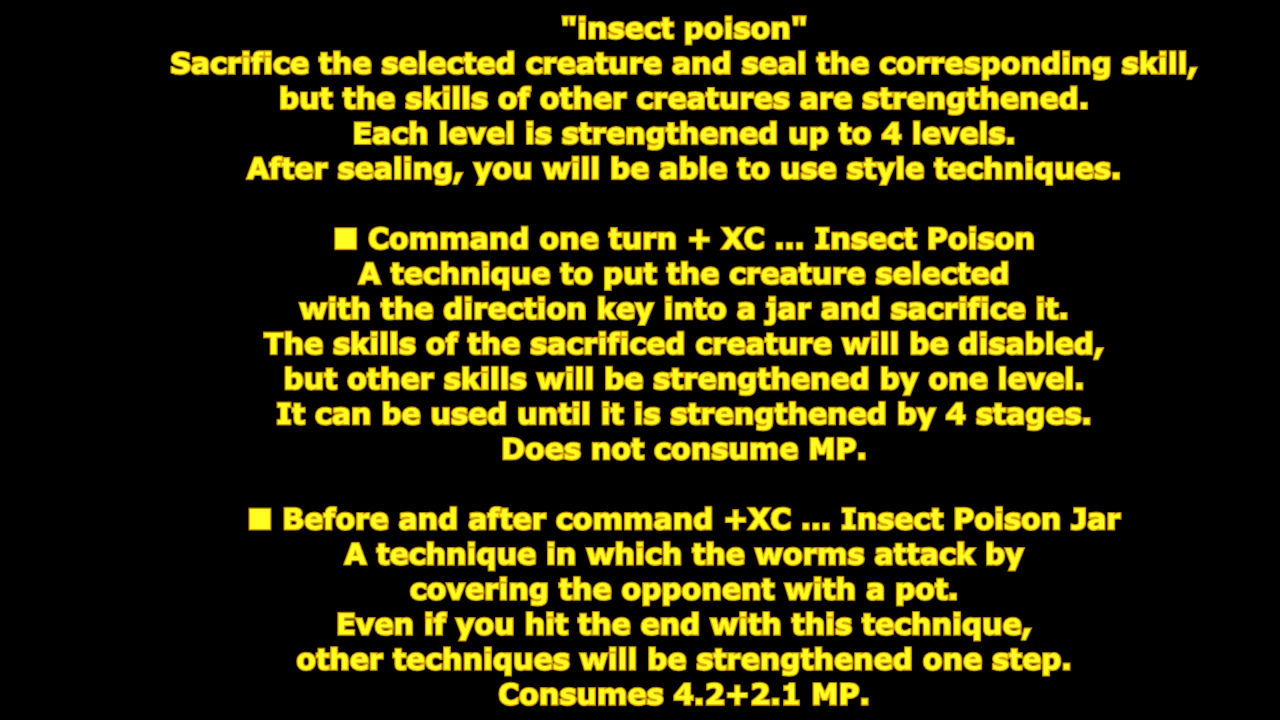 "insect poison"
Sacrifice the selected creature and seal the corresponding skill,
but the skills of other creatures are strengthened.
Each level is strengthened up to 4 levels.
After sealing, you will be able to use style techniques.
■ Command one turn + XC ... Insect Poison
A technique to put the creature selected
with the direction key into a jar and sacrifice it.
The skills of the sacrificed creature will be disabled,
but other skills will be strengthened by one level.
It can be used until it is strengthened by 4 stages.
Does not consume MP.
■ Before and after command +XC ... Insect Poison Jar
A technique in which the worms attack by
covering the opponent with a pot.
Even if you hit the end with this technique,
other techniques will be strengthened one step.
Consumes 4.2+2.1 MP.